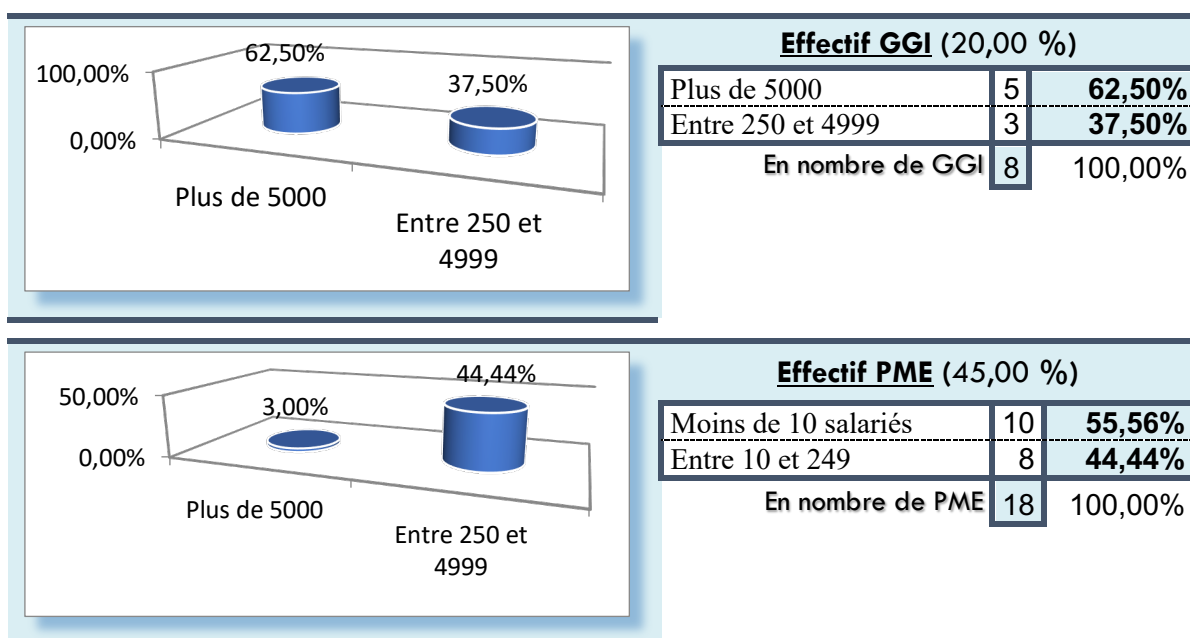 62,50%
100,00%
37,50%
0,00%
Plus de 5000
Entre 250 et
4999
Effectif GGI (20,00 %)
Plus de 5000 5 62,50%
Entre 250 et 4999 3 37,50%
En nombre de GGI 8 100,00%
44,44%
50,00%
3,00%
0,00%
Plus de 5000
Entre 250 et
4999
Effectif PME (45,00 %)
Moins de 10 salariés 10 55,56%
Entre 10 et 249 8 44,44%
En nombre de PME 18 100,00%